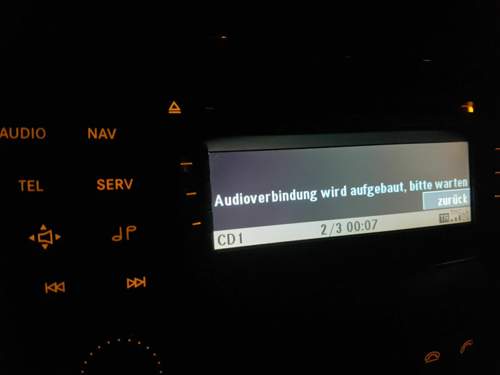 AUDIO NAV
TEL SERV
Audioverbindung wird aufgebaut, bitte warten
zurück
CD1 2/3 00:07